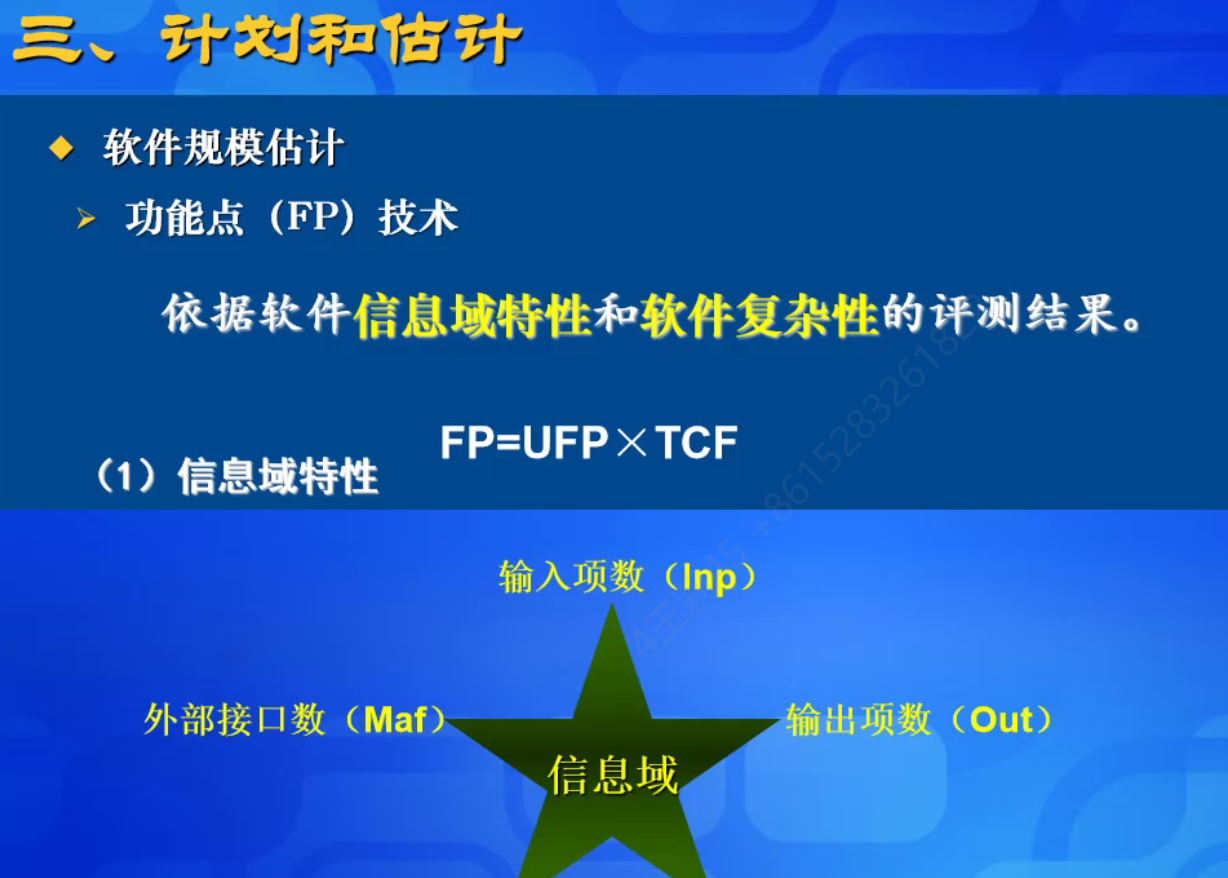 三、计划和估计
软件规模估计
功能点（FP）技术
依据软件信息域特性和软件复杂性的评测结果。
FP=UFP×TCF
（1）信息域特性
输入项数（Inp）
外部接口数（Maf）
输出项数（Out）
信息域